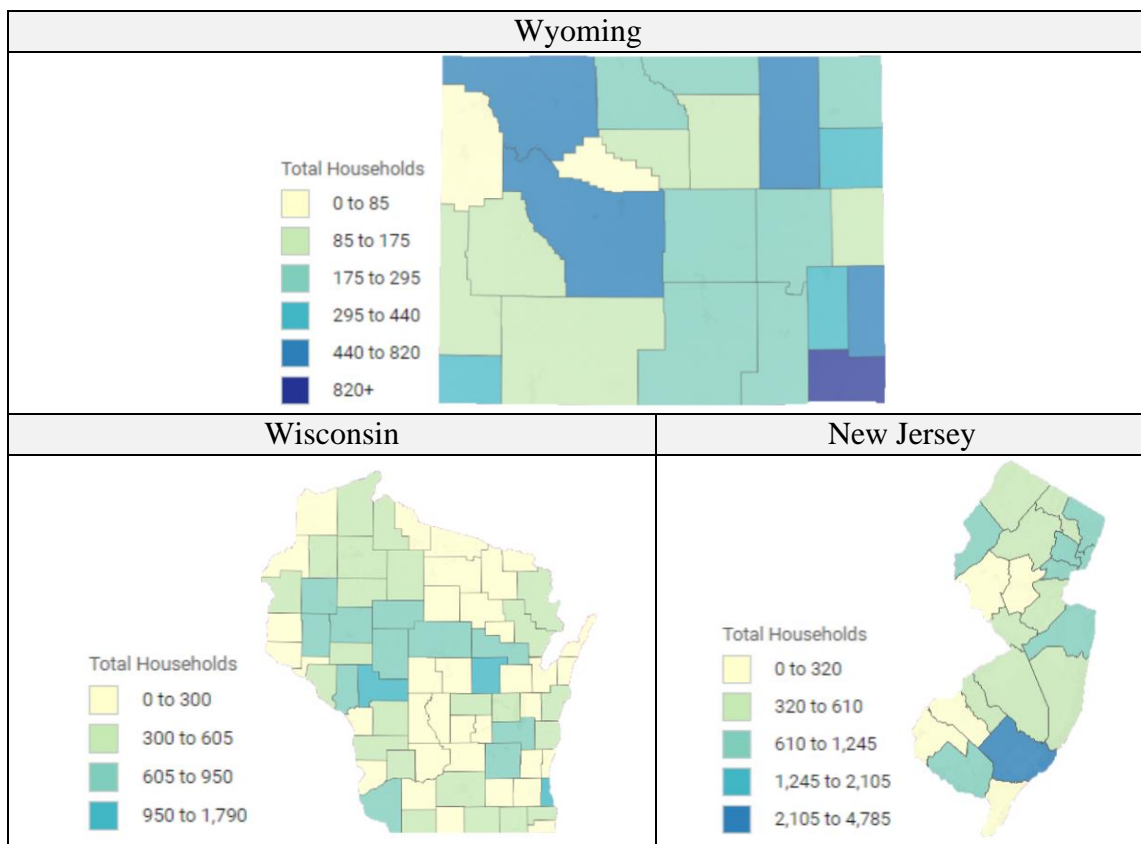 Wyoming
Total Households
0 to 85
85 to 175
175 to 295
295 to 440
440 to 820
820+
Wisconsin
Total Households
0 to 300
300 to 605
605 to 950
950 to 1,790
New Jersey
Total Households
0 to 320
320 to 610
610 to 1,245
1,245 to 2,105
2,105 to 4,785